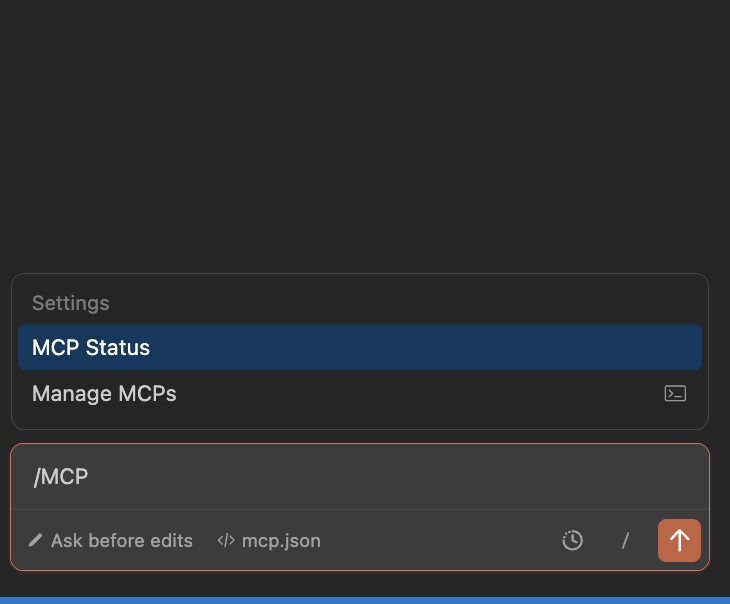 Settings
MCP Status
Manage MCPs
/MCP
Ask before edits </> mcp.json /